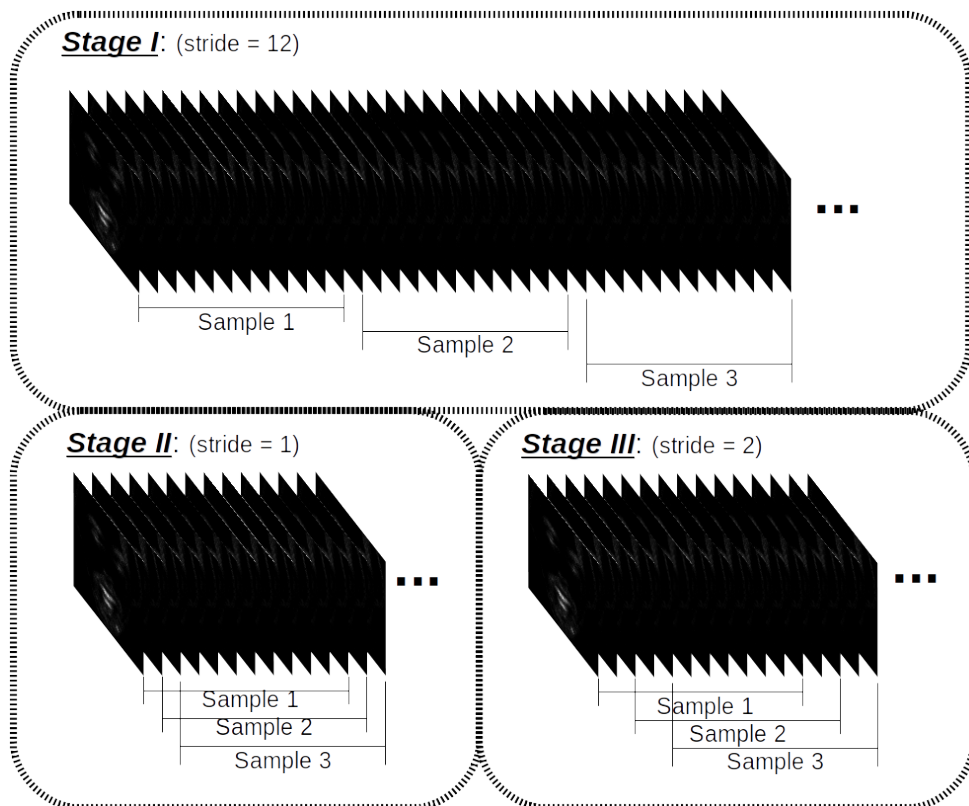 Stage I: (stride = 12)
...
Sample 1
Sample 2
Sample 3
Stage II: (stride = 1)
...
Sample 1
Sample 2
Sample 3
Stage III: (stride = 2)
...
Sample 1
Sample 2
Sample 3